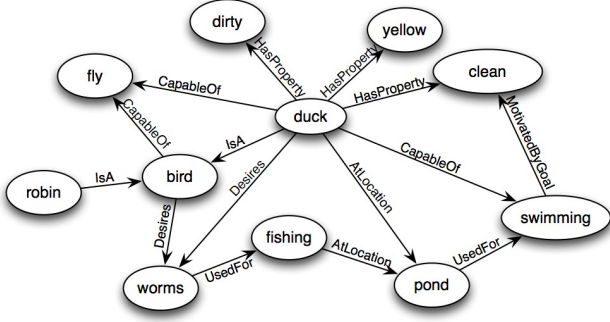 dirty
yellow
HasProperty
HasProperty
fly
clean
CapableOf
HasProperty
duck
CapableOf
IsA
MotivatedByGoal
CapableOf
robin
IsA
bird
Desires
AtLocation
swimming
Desires
fishing
AtLocation
UsedFor
UsedFor
worms
pond